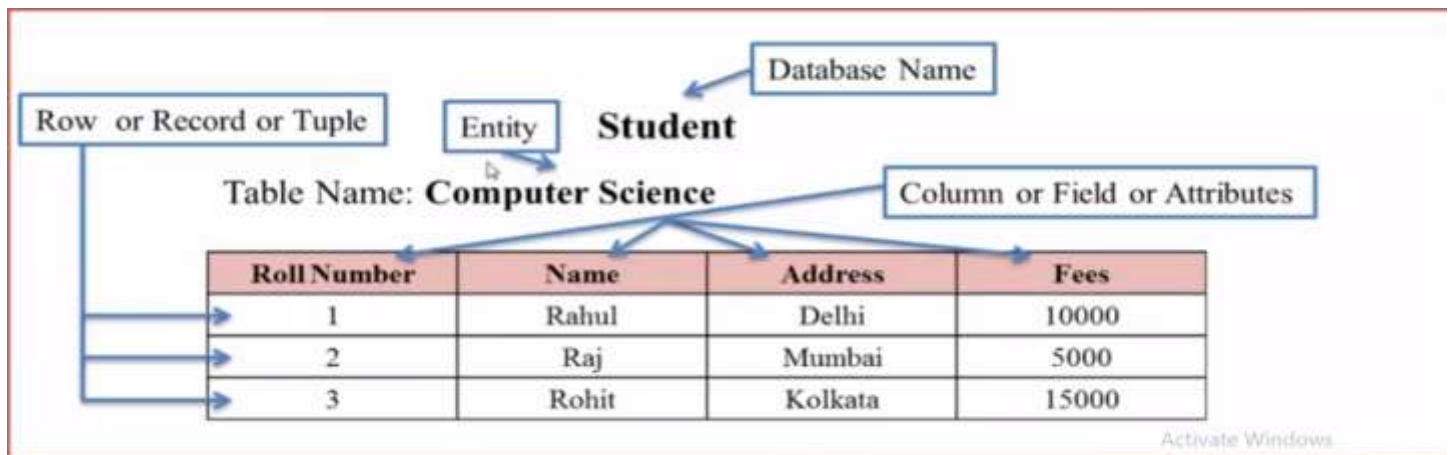 Database Name
Row or Record or Tuple
Entity
Student
Table Name: Computer Science
Column or Field or Attributes
Roll Number Name Address Fees
1 Rahul Delhi 10000
2 Raj Mumbai 5000
3 Rohit Kolkata 15000
Activate Windows